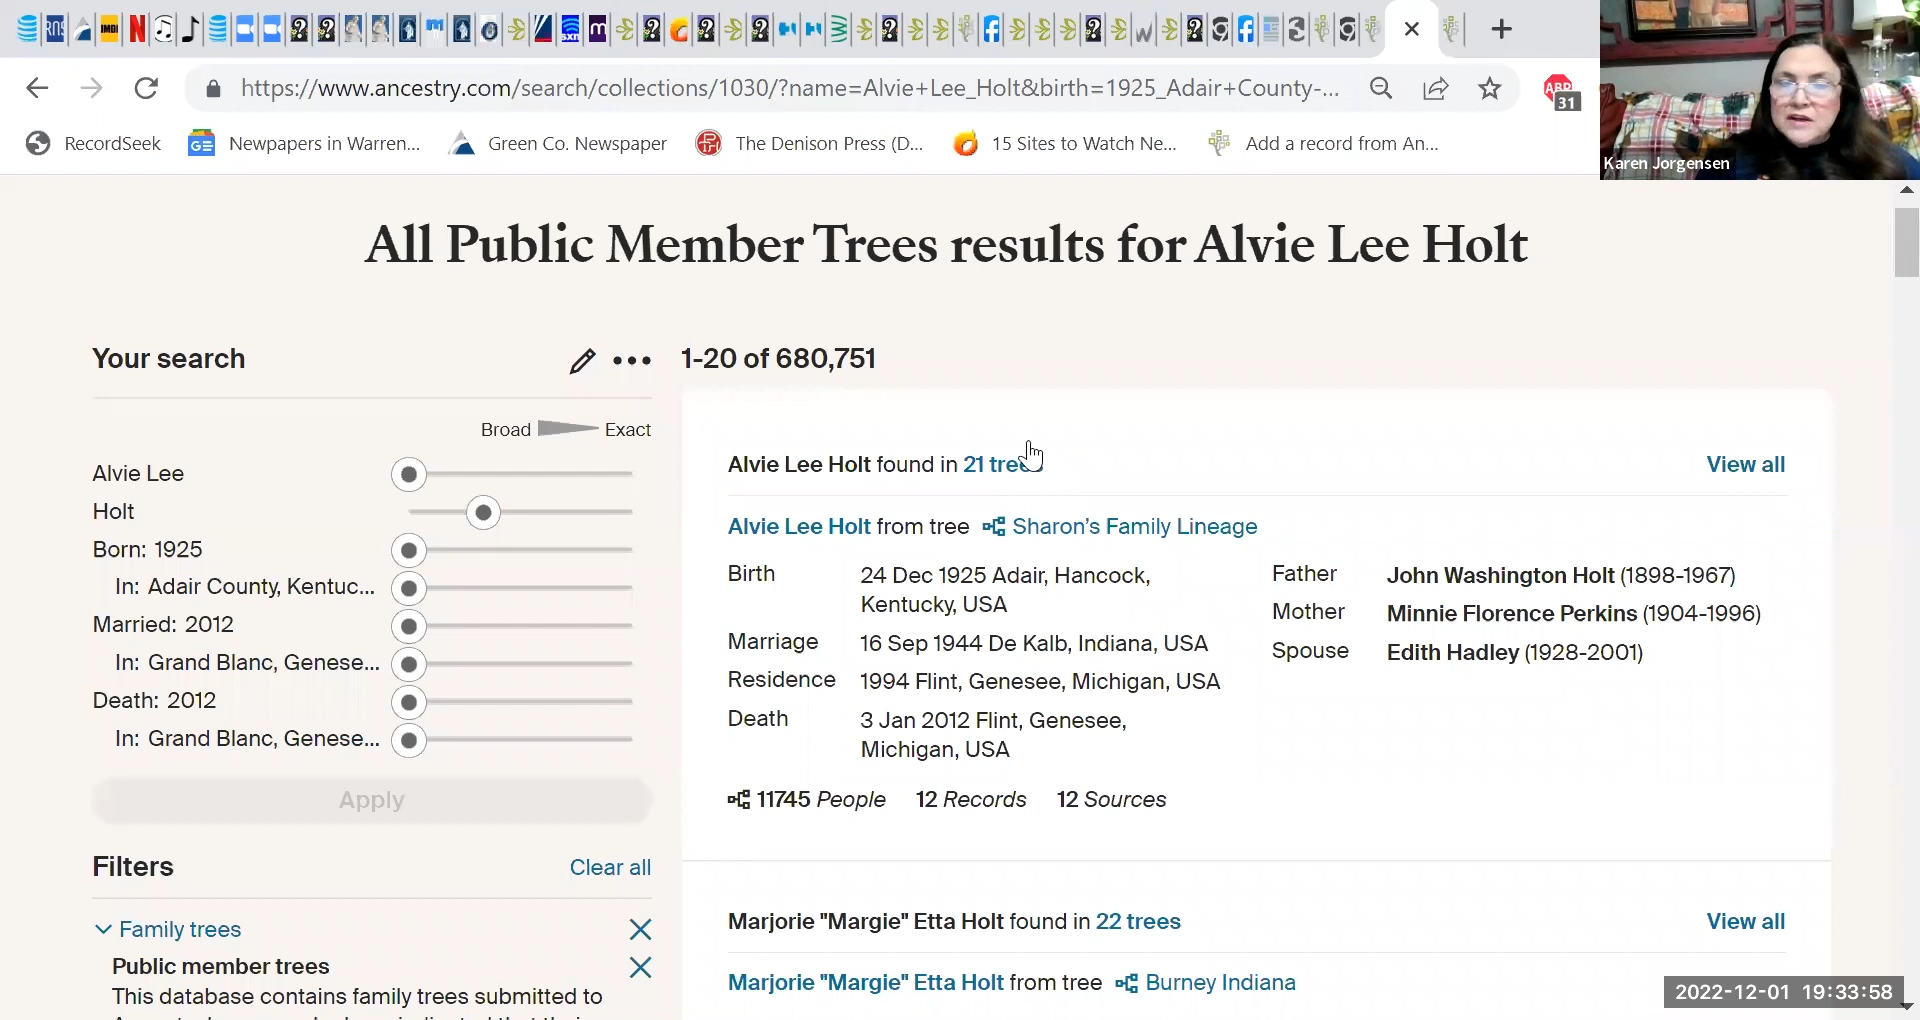 https://www.ancestry.com/search/collections/1030/?name=Alvie+Lee_Holt&birth=1925_Adair+County-...
31
RecordSeek
Newpapers in Warren...
Green Co. Newspaper
The Denison Press (D...
15 Sites to Watch Ne...
Add a record from An...
Karen Jorgensen
All Public Member Trees results for Alvie Lee Holt
Your search
1-20 of 680,751
Broad Exact
Alvie Lee
Holt
Born: 1925
In: Adair County, Kentuc...
Married: 2012
In: Grand Blanc, Genese...
Death: 2012
In: Grand Blanc, Genese...
Apply
Filters
Clear all
Family trees
Public member trees
This database contains family trees submitted to
Alvie Lee Holt found in 21 trees
View all
Alvie Lee Holt from tree Sharon's Family Lineage
Birth 24 Dec 1925 Adair, Hancock,
Kentucky, USA
Marriage 16 Sep 1944 De Kalb, Indiana, USA
Residence 1994 Flint, Genesee, Michigan, USA
Death 3 Jan 2012 Flint, Genesee,
Michigan, USA
Father John Washington Holt (1898-1967)
Mother Minnie Florence Perkins (1904-1996)
Spouse Edith Hadley (1928-2001)
11745 People 12 Records 12 Sources
Marjorie "Margie" Etta Holt found in 22 trees
View all
Marjorie "Margie" Etta Holt from tree Burney Indiana
2022-12-01 19:33:58